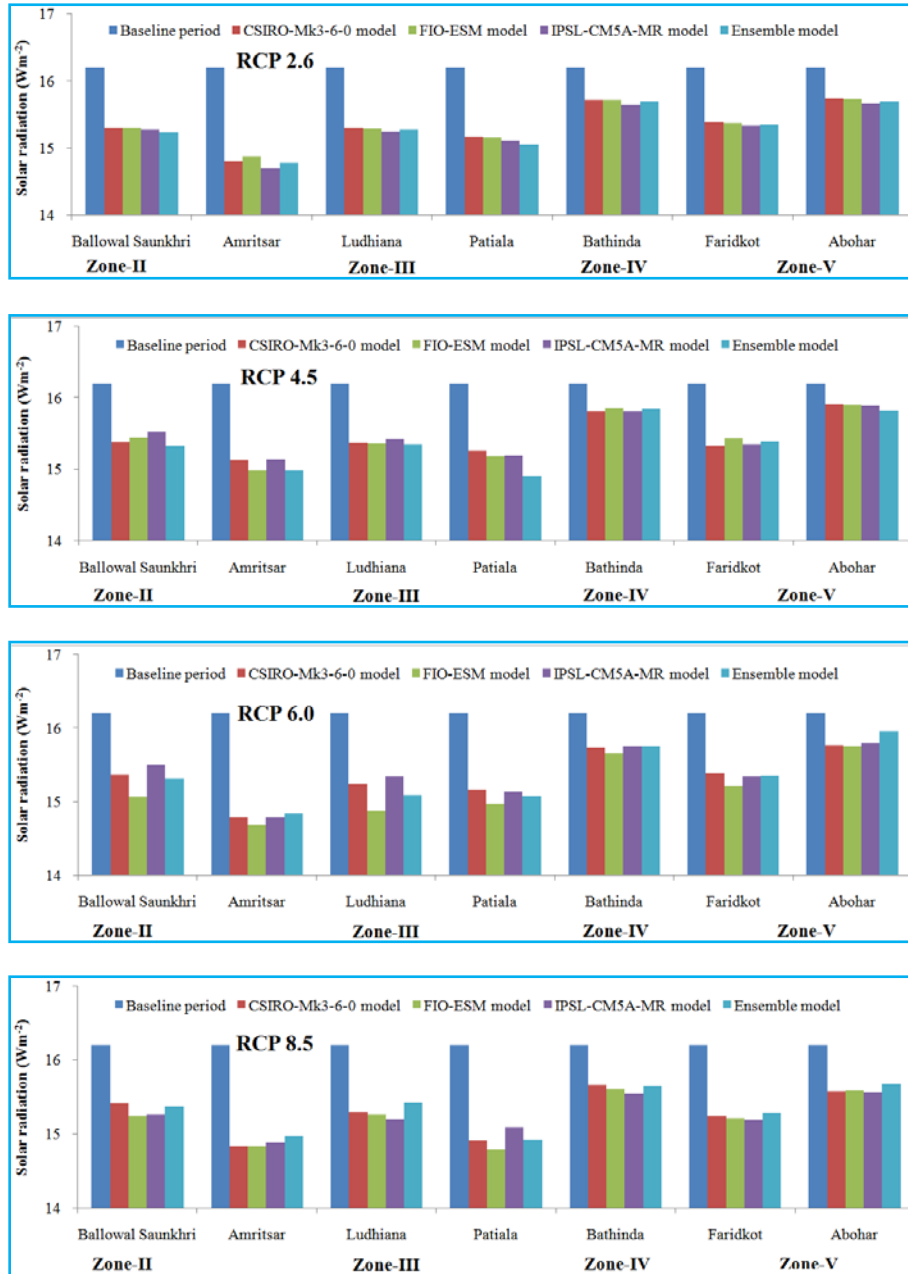 Baseline period CSIRO-Mk3-6-0 model FIO-ESM model IPSL-CM5A-MR model Ensemble model
RCP 2.6
Solar radiation (Wm⁻²)
17
16
15
14
Ballowal Saunkhri Amritsar Ludhiana Patiala Bathinda Faridkot Abohar
Zone-II Zone-III Zone-IV Zone-V
Baseline period CSIRO-Mk3-6-0 model FIO-ESM model IPSL-CM5A-MR model Ensemble model
RCP 4.5
Solar radiation (Wm⁻²)
17
16
15
14
Ballowal Saunkhri Amritsar Ludhiana Patiala Bathinda Faridkot Abohar
Zone-II Zone-III Zone-IV Zone-V
Baseline period CSIRO-Mk3-6-0 model FIO-ESM model IPSL-CM5A-MR model Ensemble model
RCP 6.0
Solar radiation (Wm⁻²)
17
16
15
14
Ballowal Saunkhri Amritsar Ludhiana Patiala Bathinda Faridkot Abohar
Zone-II Zone-III Zone-IV Zone-V
Baseline period CSIRO-Mk3-6-0 model FIO-ESM model IPSL-CM5A-MR model Ensemble model
RCP 8.5
Solar radiation (Wm⁻²)
17
16
15
14
Ballowal Saunkhri Amritsar Ludhiana Patiala Bathinda Faridkot Abohar
Zone-II Zone-III Zone-IV Zone-V